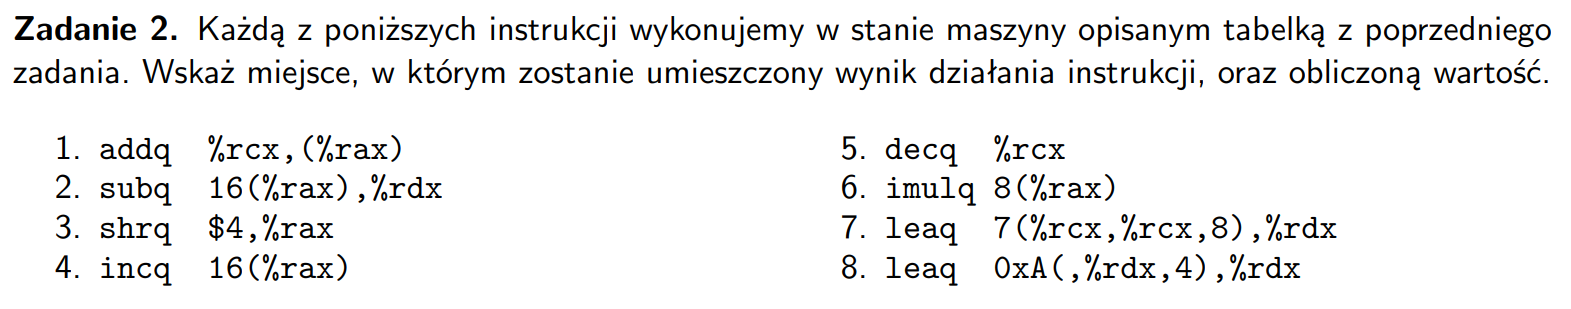 Zadanie 2. Każdą z poniższych instrukcji wykonujemy w stanie maszyny opisanym tabelką z poprzedniego
zadania. Wskaż miejsce, w którym zostanie umieszczony wynik działania instrukcji, oraz obliczoną wartość.
1. addq %rcx,(%rax)
2. subq 16(%rax),%rdx
3. shrq $4,%rax
4. incq 16(%rax)
5. decq %rcx
6. imulq 8(%rax)
7. leaq 7(%rcx,%rcx,8),%rdx
8. leaq 0xA(,%rdx,4),%rdx